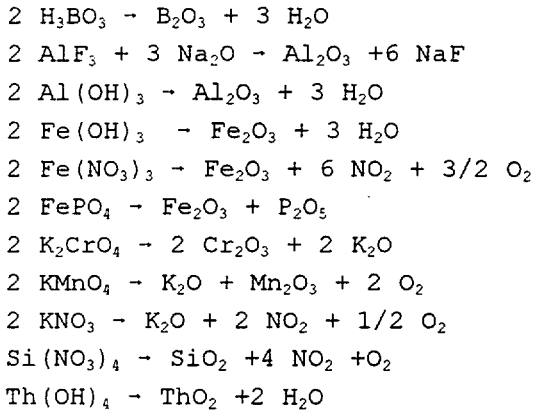 2 H₃BO₃ → B₂O₃ + 3 H₂O
2 AlF₃ + 3 Na₂O → Al₂O₃ +6 NaF
2 Al(OH)₃ → Al₂O₃ + 3 H₂O
2 Fe(OH)₃ → Fe₂O₃ + 3 H₂O
2 Fe(NO₃)₃ → Fe₂O₃ + 6 NO₂ + 3/2 O₂
2 FePO₄ → Fe₂O₃ + P₂O₅
2 K₂CrO₄ → 2 Cr₂O₃ + 2 K₂O
2 KMnO₄ → K₂O + Mn₂O₃ + 2 O₂
2 KNO₃ → K₂O + 2 NO₂ + 1/2 O₂
Si(NO₃)₄ → SiO₂ +4 NO₂ +O₂
Th(OH)₄ → ThO₂ +2 H₂O